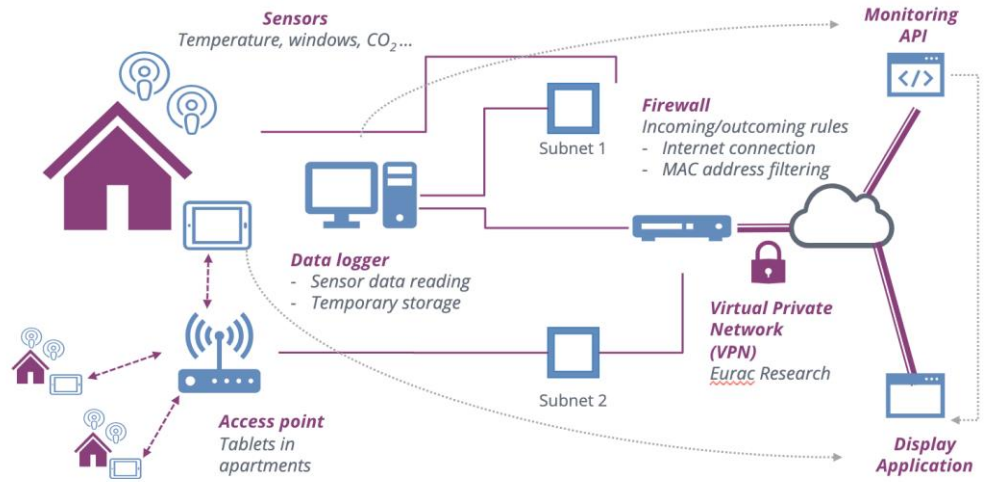 Sensors
Temperature, windows, CO₂ ...
Monitoring
API
</>
Subnet 1
Firewall
Incoming/outcoming rules
- Internet connection
- MAC address filtering
Data logger
- Sensor data reading
- Temporary storage
Virtual Private
Network
(VPN)
Eurac Research
Subnet 2
Access point
Tablets in
apartments
Display
Application